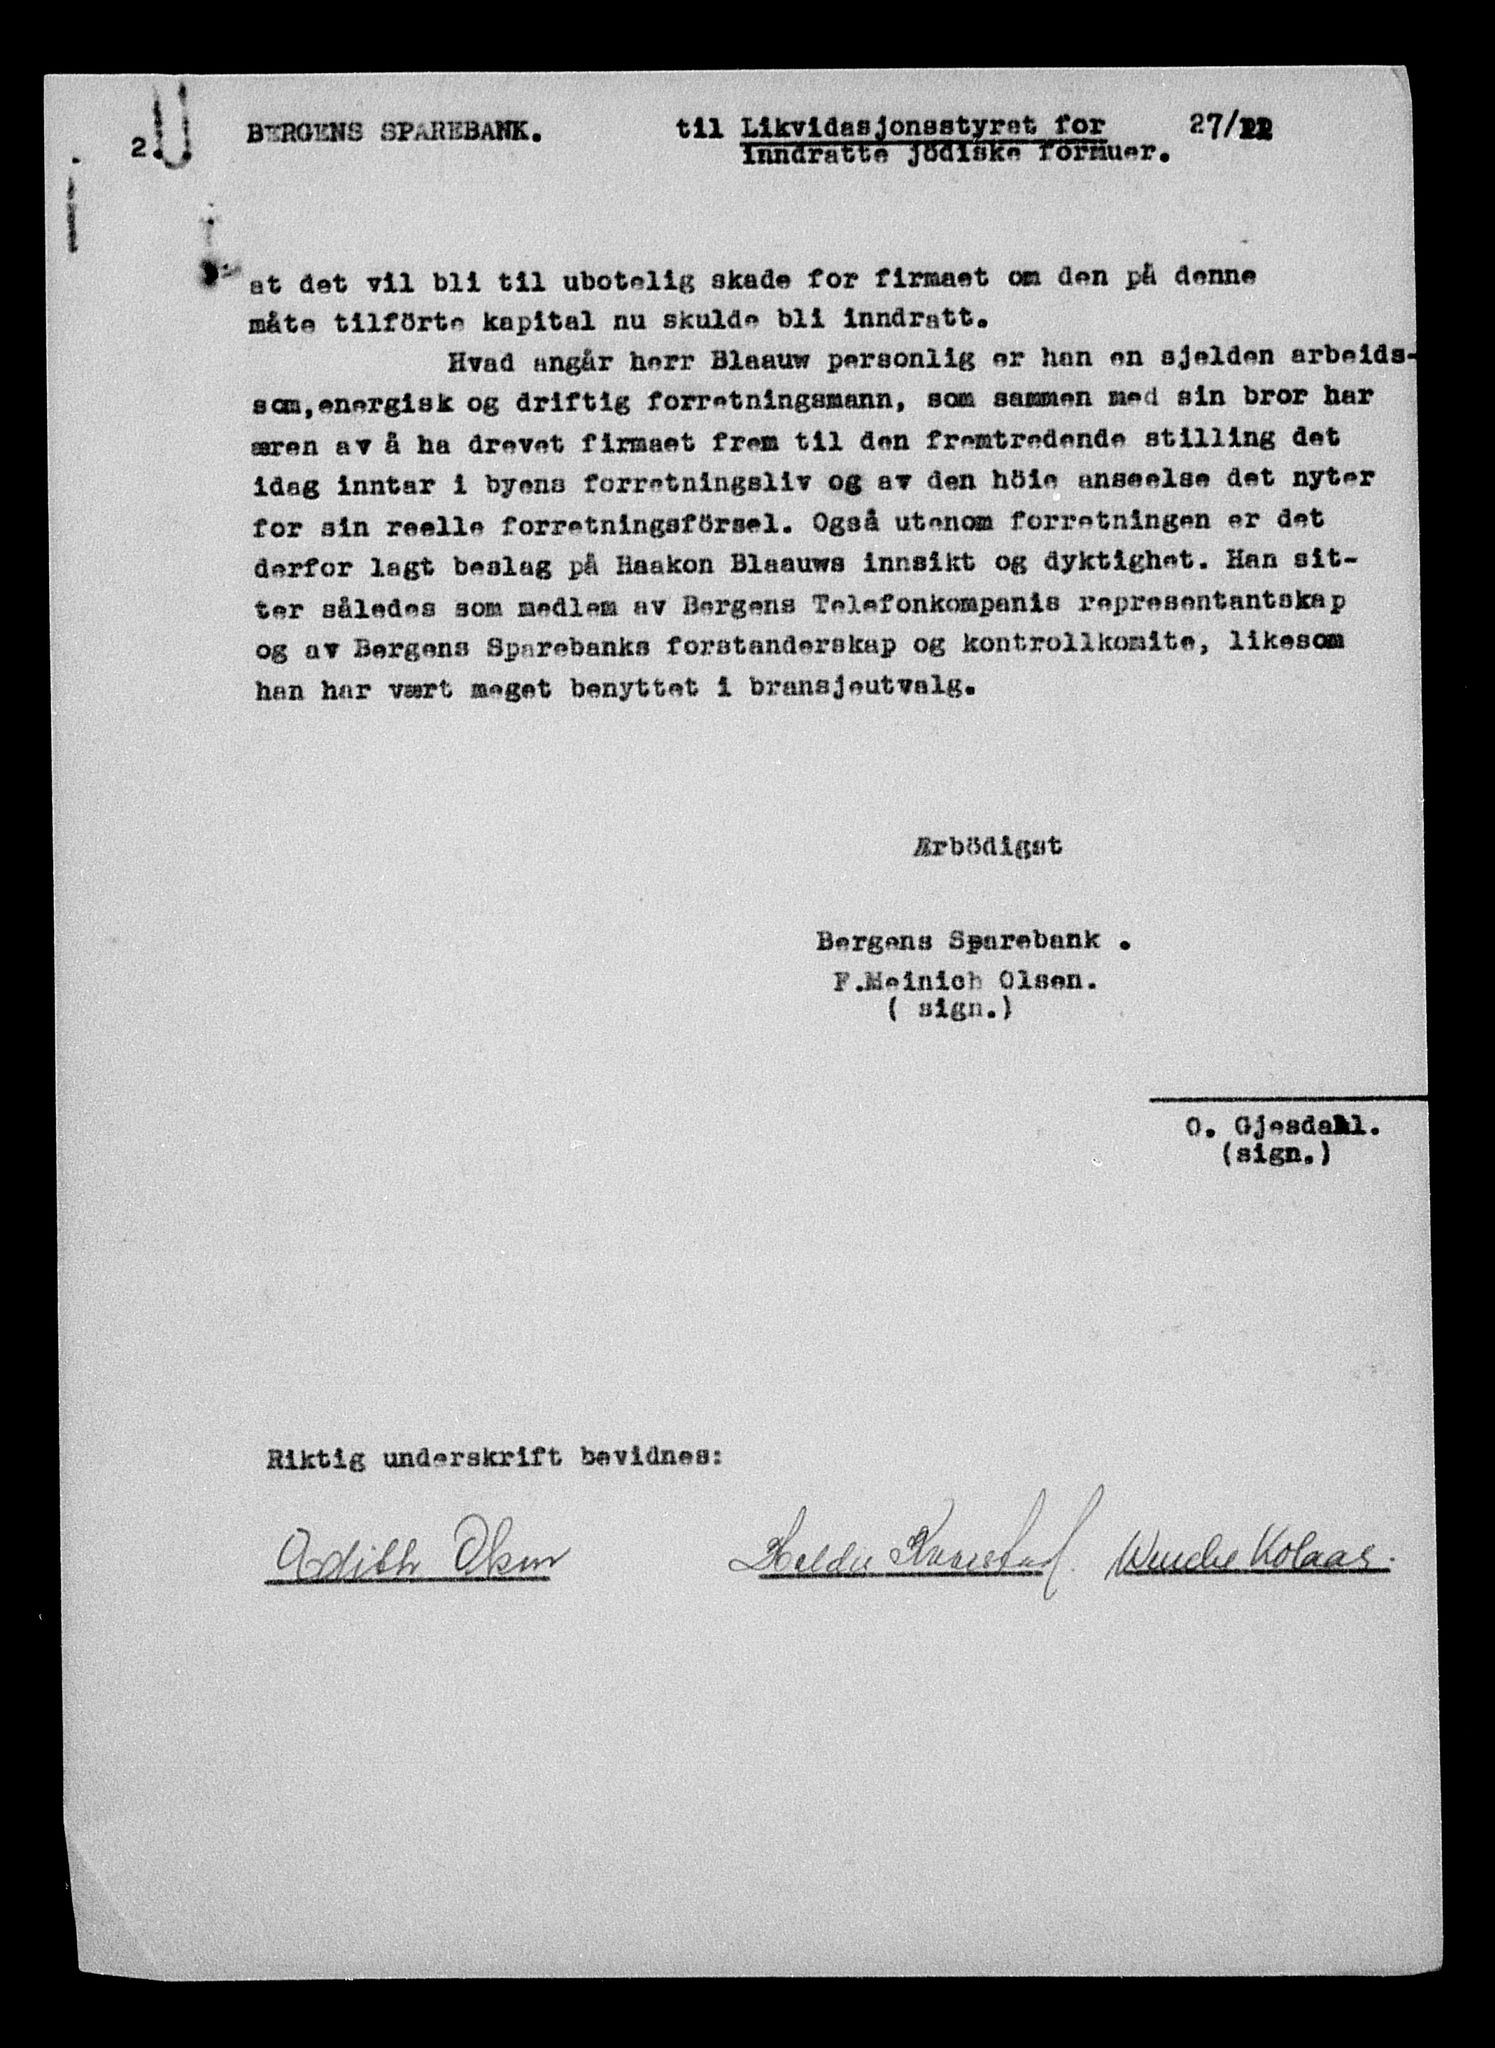 2. BERGENS SPAREBANK. til Likvidasjonsstyret for 27/
inndratte jödiske formuer.
at det vil bli til ubotelig skade for firmaet om den på denne
måte tilförte kapital nu skulde bli inndratt.
Hvad angår herr Blaauw personlig er han en sjelden arbeids-
som, energisk og driftig forretningsmann, som sammen med sin bror har
æren av å ha drevet firmaet frem til den fremtredende stilling det
idag inntar i byens forretningsliv og av den höie anseelse det nyter
for sin reelle forretningsförsel. Også utenom forretningen er det
derfor lagt beslag på Haakon Blaauws innsikt og dyktighet. Han sit-
ter således som medlem av Bergens Telefonkompanis representantskap
og av Bergens Sparebanks forstanderskap og kontrollkomite, likesom
han har vært meget benyttet i bransjeutvalg.
Ærbödigst
Bergens Sparebank .
F.Meinich Olsen.
( sign.)
O. Gjesdahl.
(sign.)
Riktig underskrift bevidnes:
Wenche Kolaas.